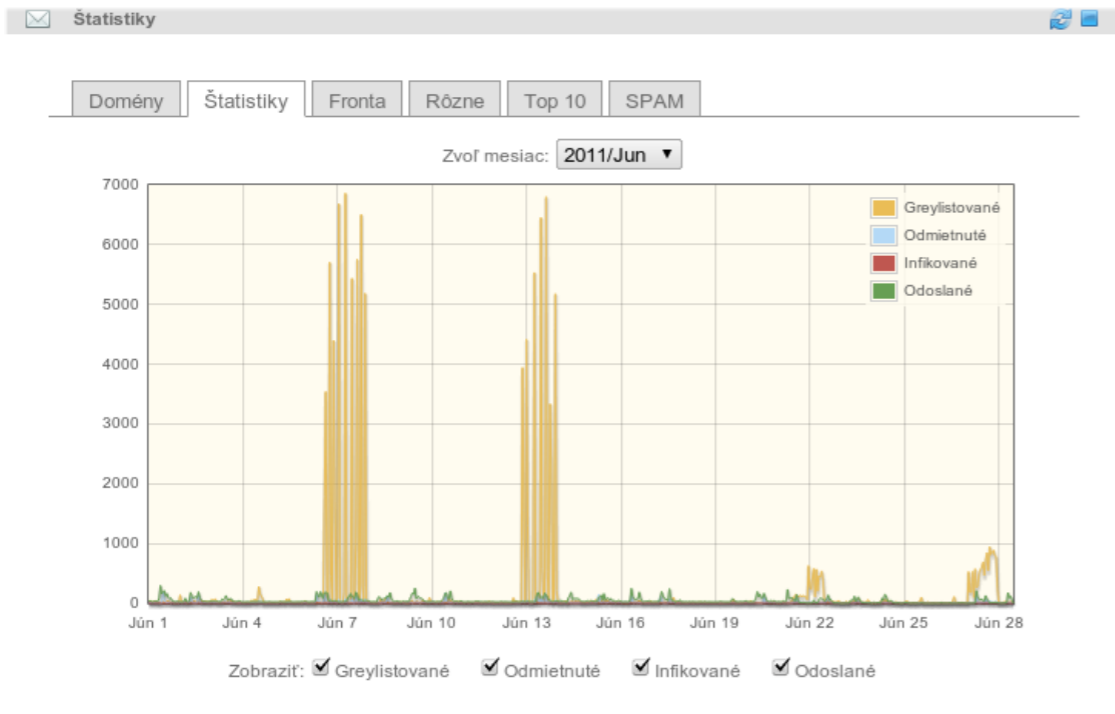 Štatistiky
Domény Štatistiky Fronta Rôzne Top 10 SPAM
Zvoľ mesiac: 2011/Jun
7000
Greylistované
Odmietnuté
6000
Infikované
Odoslané
5000
4000
3000
2000
1000
0
Jún 1 Jún 4 Jún 7 Jún 10 Jún 13 Jún 16 Jún 19 Jún 22 Jún 25 Jún 28
Zobraziť: Greylistované Odmietnuté Infikované Odoslané